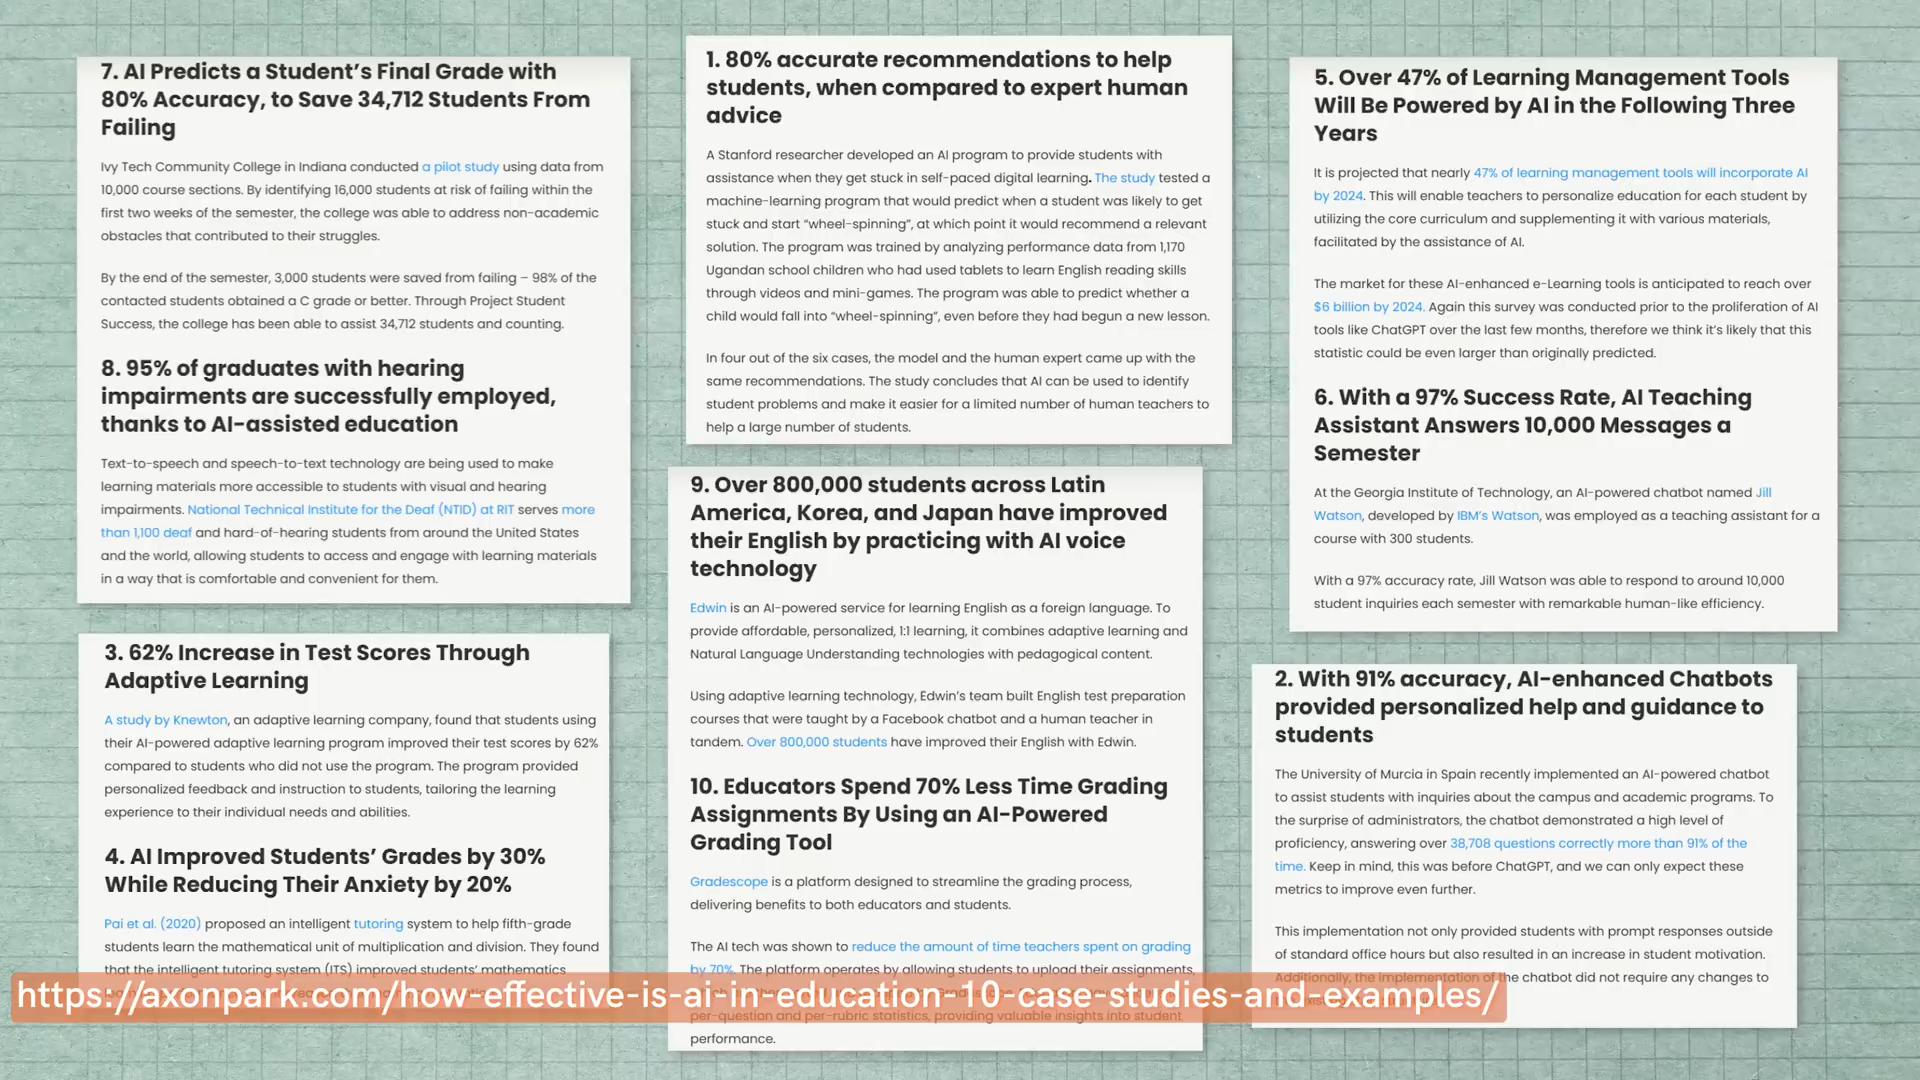 7. AI Predicts a Student's Final Grade with
80% Accuracy, to Save 34,712 Students From
Failing
Ivy Tech Community College in Indiana conducted a pilot study using data from
10,000 course sections. By identifying 16,000 students at risk of failing within the
first two weeks of the semester, the college was able to address non-academic
obstacles that contributed to their struggles.
By the end of the semester, 3,000 students were saved from failing – 98% of the
contacted students obtained a C grade or better. Through Project Student
Success, the college has been able to assist 34,712 students and counting.
8. 95% of graduates with hearing
impairments are successfully employed,
thanks to AI-assisted education
Text-to-speech and speech-to-text technology are being used to make
learning materials more accessible to students with visual and hearing
impairments. National Technical Institute for the Deaf (NTID) at RIT serves more
than 1,100 deaf and hard-of-hearing students from around the United States
and the world, allowing students to access and engage with learning materials
in a way that is comfortable and convenient for them.
3. 62% Increase in Test Scores Through
Adaptive Learning
A study by Knewton, an adaptive learning company, found that students using
their AI-powered adaptive learning program improved their test scores by 62%
compared to students who did not use the program. The program provided
personalized feedback and instruction to students, tailoring the learning
experience to their individual needs and abilities.
4. AI Improved Students' Grades by 30%
While Reducing Their Anxiety by 20%
Pai et al. (2020) proposed an intelligent tutoring system to help fifth-grade
students learn the mathematical unit of multiplication and division. They found
that the intelligent tutoring system (ITS) improved students' mathematics
1. 80% accurate recommendations to help
students, when compared to expert human
advice
A Stanford researcher developed an AI program to provide students with
assistance when they get stuck in self-paced digital learning. The study tested a
machine-learning program that would predict when a student was likely to get
stuck and start “wheel-spinning”, at which point it would recommend a relevant
solution. The program was trained by analyzing performance data from 1,170
Ugandan school children who had used tablets to learn English reading skills
through videos and mini-games. The program was able to predict whether a
child would fall into “wheel-spinning”, even before they had begun a new lesson.
In four out of the six cases, the model and the human expert came up with the
same recommendations. The study concludes that AI can be used to identify
student problems and make it easier for a limited number of human teachers to
help a large number of students.
9. Over 800,000 students across Latin
America, Korea, and Japan have improved
their English by practicing with AI voice
technology
Edwin is an AI-powered service for learning English as a foreign language. To
provide affordable, personalized, 1:1 learning, it combines adaptive learning and
Natural Language Understanding technologies with pedagogical content.
Using adaptive learning technology, Edwin's team built English test preparation
courses that were taught by a Facebook chatbot and a human teacher in
tandem. Over 800,000 students have improved their English with Edwin.
10. Educators Spend 70% Less Time Grading
Assignments By Using an AI-Powered
Grading Tool
Gradescope is a platform designed to streamline the grading process,
delivering benefits to both educators and students.
The AI tech was shown to reduce the amount of time teachers spent on grading
by 70%. The platform operates by allowing students to upload their assignments,
per-question and per-rubric statistics, providing valuable insights into student
performance.
5. Over 47% of Learning Management Tools
Will Be Powered by AI in the Following Three
Years
It is projected that nearly 47% of learning management tools will incorporate AI
by 2024. This will enable teachers to personalize education for each student by
utilizing the core curriculum and supplementing it with various materials,
facilitated by the assistance of AI.
The market for these AI-enhanced e-Learning tools is anticipated to reach over
$6 billion by 2024. Again this survey was conducted prior to the proliferation of AI
tools like ChatGPT over the last few months, therefore we think it's likely that this
statistic could be even larger than originally predicted.
6. With a 97% Success Rate, AI Teaching
Assistant Answers 10,000 Messages a
Semester
At the Georgia Institute of Technology, an AI-powered chatbot named Jill
Watson, developed by IBM's Watson, was employed as a teaching assistant for a
course with 300 students.
With a 97% accuracy rate, Jill Watson was able to respond to around 10,000
student inquiries each semester with remarkable human-like efficiency.
2. With 91% accuracy, AI-enhanced Chatbots
provided personalized help and guidance to
students
The University of Murcia in Spain recently implemented an AI-powered chatbot
to assist students with inquiries about the campus and academic programs. To
the surprise of administrators, the chatbot demonstrated a high level of
proficiency, answering over 38,708 questions correctly more than 91% of the
time. Keep in mind, this was before ChatGPT, and we can only expect these
metrics to improve even further.
This implementation not only provided students with prompt responses outside
of standard office hours but also resulted in an increase in student motivation.
Additionally, the implementation of the chatbot did not require any changes to
https://axonpark.com/how-effective-is-ai-in-education-10-case-studies-and-examples/